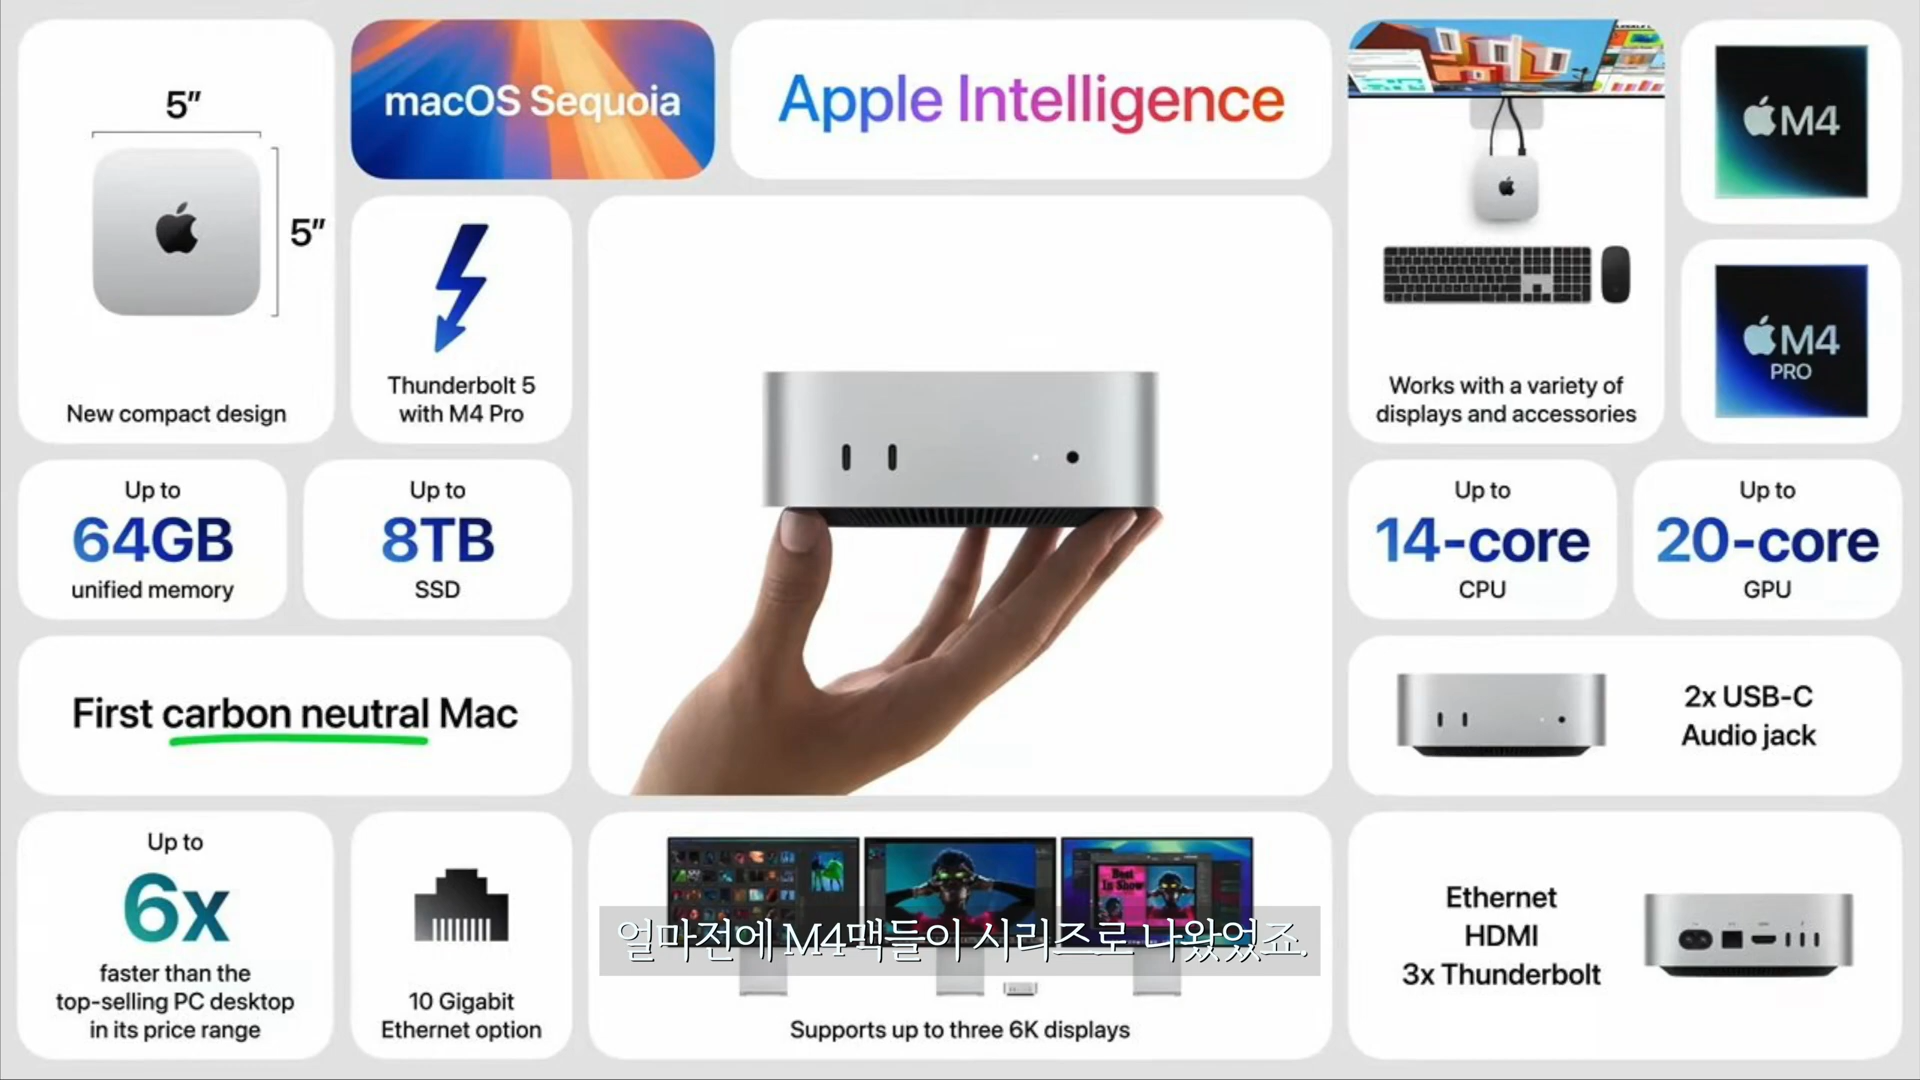 5″
5″
New compact design
macOS Sequoia
Apple Intelligence
Thunderbolt 5
with M4 Pro
Works with a variety of
displays and accessories
M4
M4
PRO
Up to
64GB
unified memory
Up to
8TB
SSD
Up to
14-core
CPU
Up to
20-core
GPU
First carbon neutral Mac
2x USB-C
Audio jack
Up to
6x
faster than the
top-selling PC desktop
in its price range
10 Gigabit
Ethernet option
Best
In Show
얼마전에 M4맥들이 시리즈로 나왔었죠.
Supports up to three 6K displays
Ethernet
HDMI
3x Thunderbolt